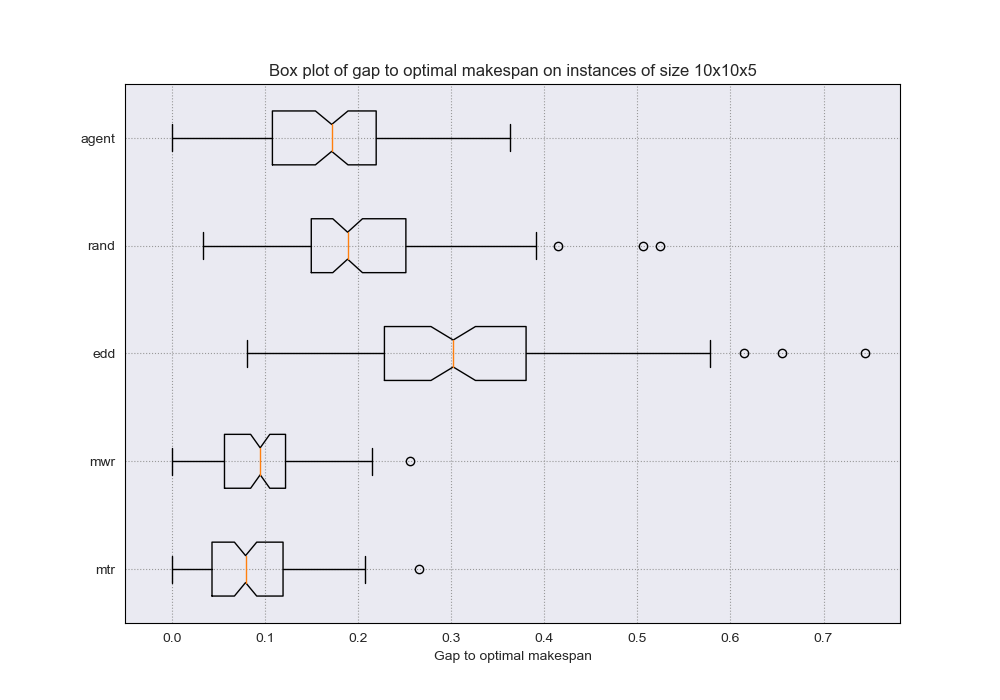 Box plot of gap to optimal makespan on instances of size 10x10x5
agent
rand
edd
mwr
mtr
0.0 0.1 0.2 0.3 0.4 0.5 0.6 0.7
Gap to optimal makespan